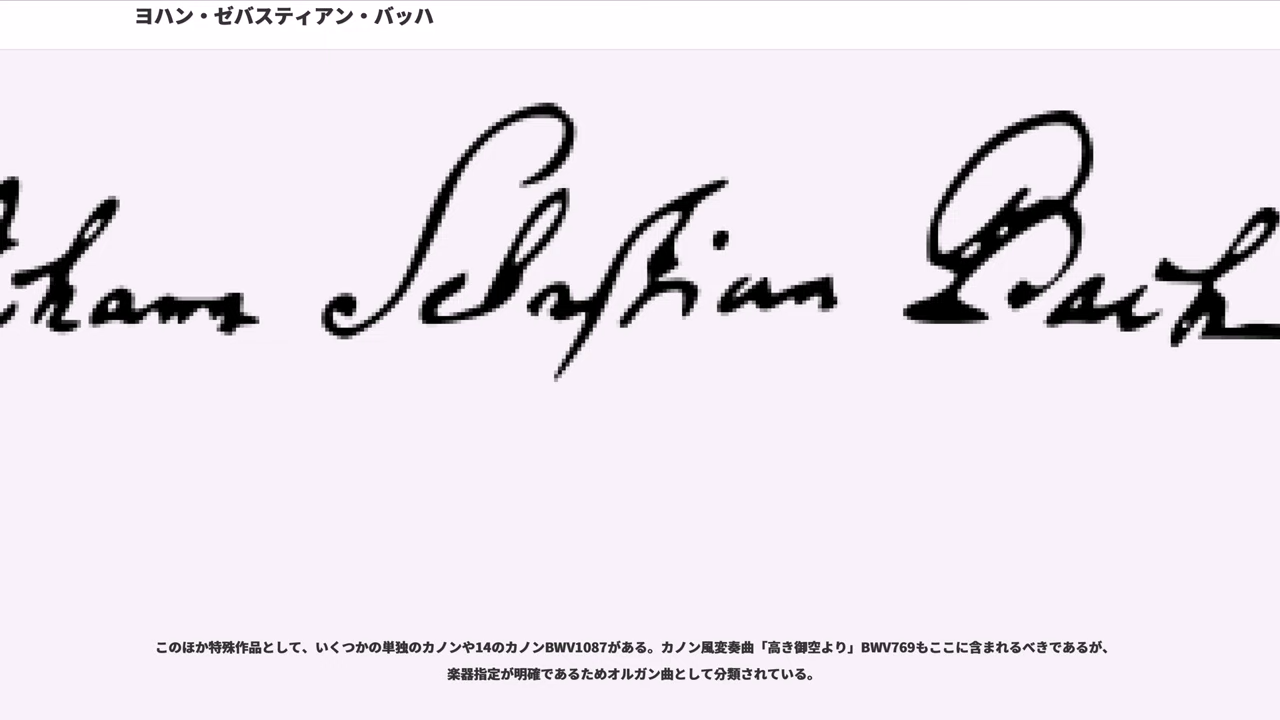 ヨハン・ゼバスティアン・バッハ
Johann Sebastian Bach
このほか特殊作品として、いくつかの単独のカノンや14のカノンBWV1087がある。カノン風変奏曲「高き御空より」BWV769もここに含まれるべきであるが、
楽器指定が明確であるためオルガン曲として分類されている。